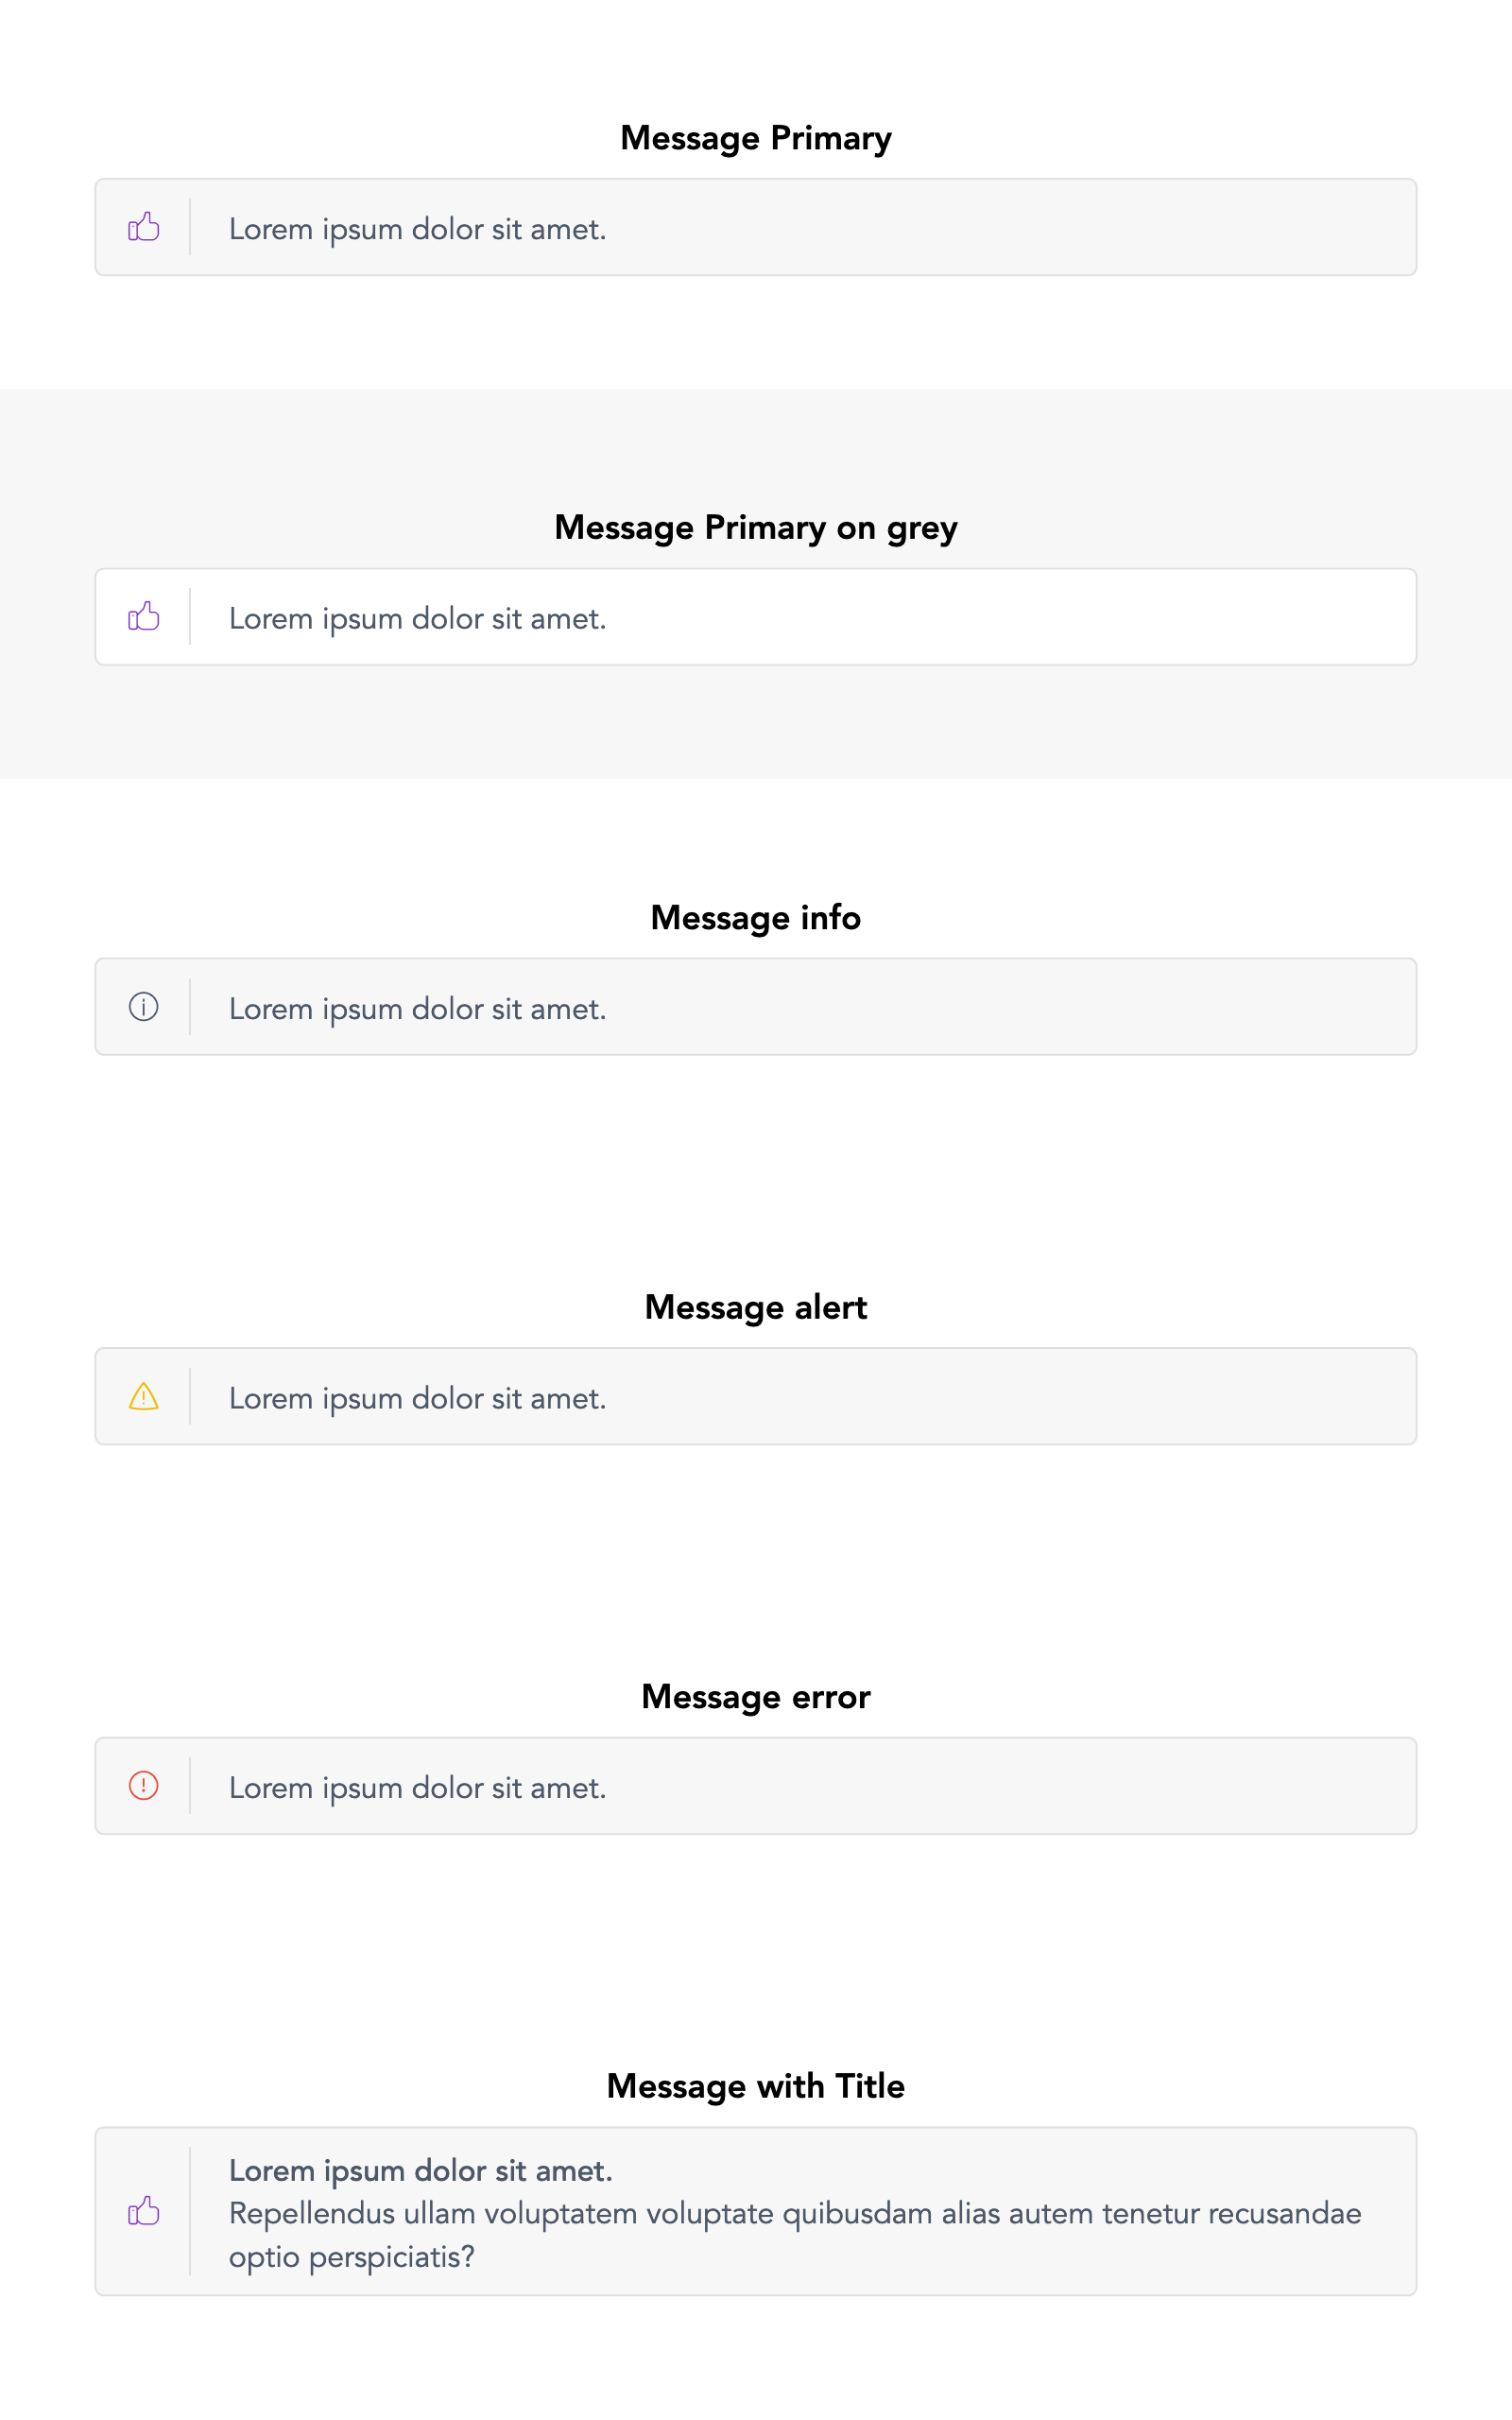 Message Primary
Lorem ipsum dolor sit amet.
Message Primary on grey
Lorem ipsum dolor sit amet.
Message info
Lorem ipsum dolor sit amet.
Message alert
Lorem ipsum dolor sit amet.
Message error
Lorem ipsum dolor sit amet.
Message with Title
Lorem ipsum dolor sit amet.
Repellendus ullam voluptatem voluptate quibusdam alias autem tenetur recusandae
optio perspiciatis?